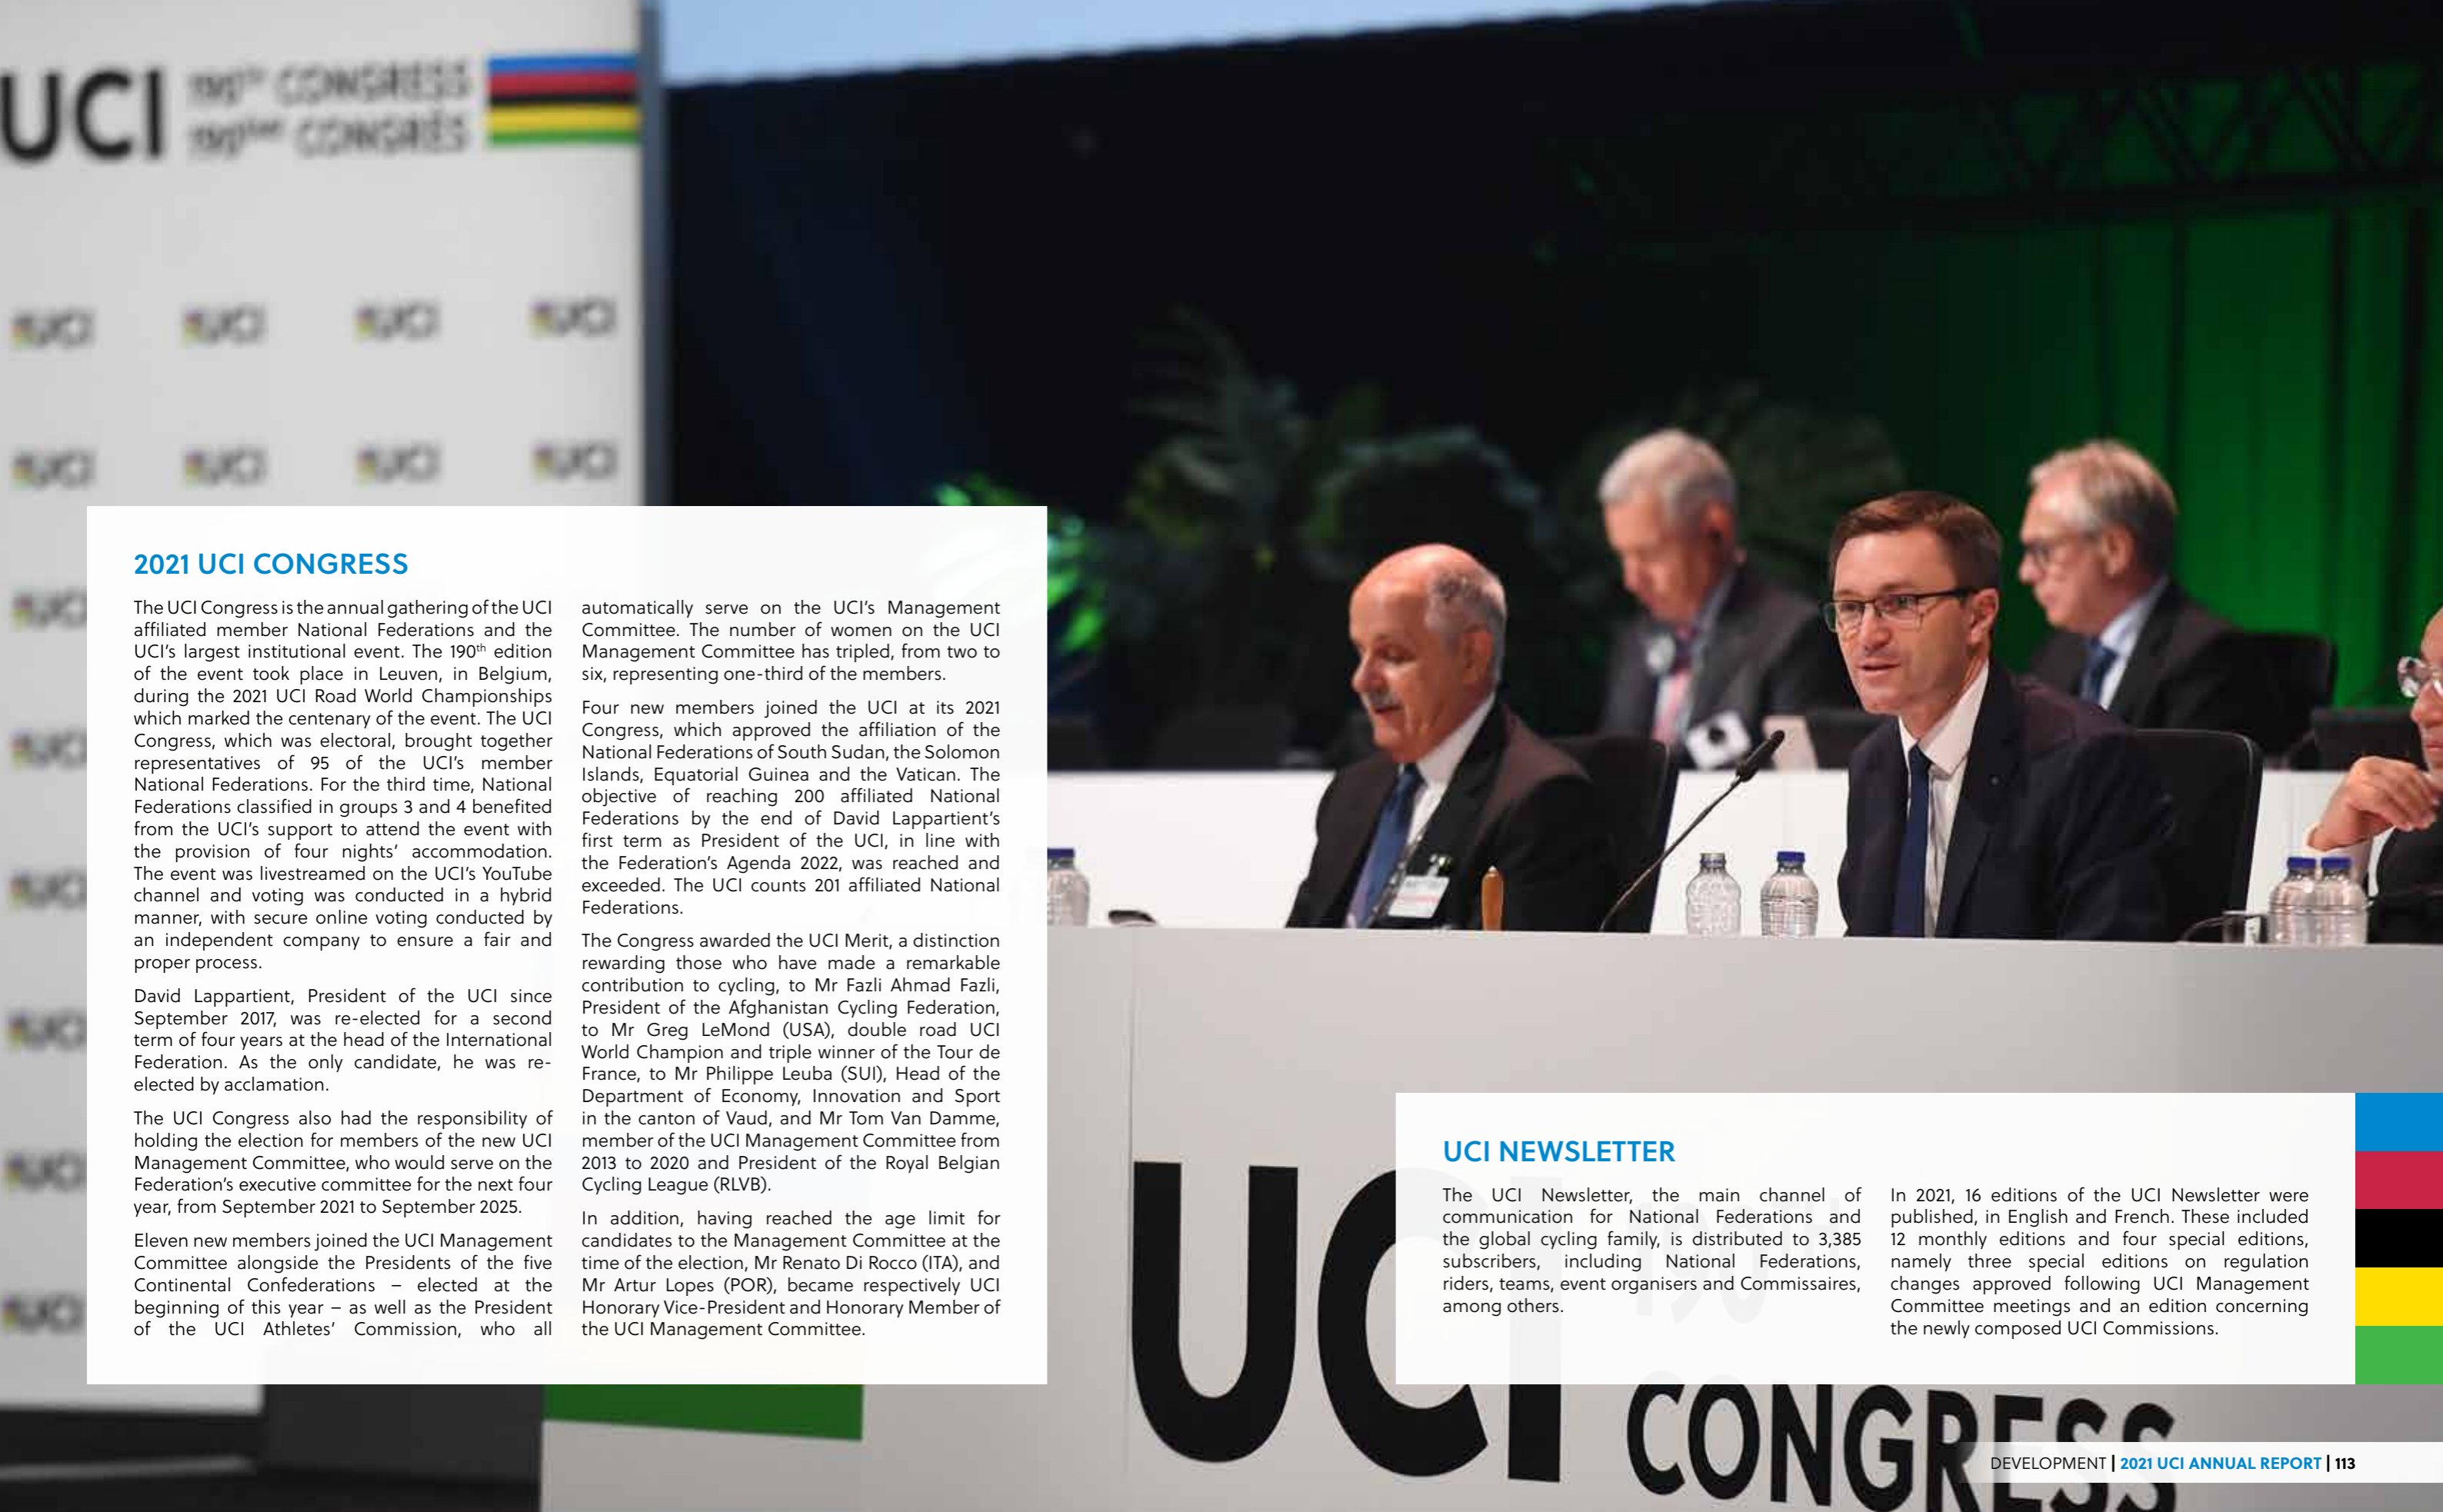 UCI 190th CONGRESS
190ème CONGRÈS
UCI UCI UCI UCI
UCI UCI UCI UCI
UCI
UCI
UCI
UCI
UCI
UCI
2021 UCI CONGRESS
The UCI Congress is the annual gathering of the UCI
affiliated member National Federations and the
UCI's largest institutional event. The 190th edition
of the event took place in Leuven, in Belgium,
during the 2021 UCI Road World Championships
which marked the centenary of the event. The UCI
Congress, which was electoral, brought together
representatives of 95 of the UCI's member
National Federations. For the third time, National
Federations classified in groups 3 and 4 benefited
from the UCI's support to attend the event with
the provision of four nights' accommodation.
The event was livestreamed on the UCI's YouTube
channel and voting was conducted in a hybrid
manner, with secure online voting conducted by
an independent company to ensure a fair and
proper process.
David Lappartient, President of the UCI since
September 2017, was re-elected for a second
term of four years at the head of the International
Federation. As the only candidate, he was re-
elected by acclamation.
The UCI Congress also had the responsibility of
holding the election for members of the new UCI
Management Committee, who would serve on the
Federation's executive committee for the next four
year, from September 2021 to September 2025.
Eleven new members joined the UCI Management
Committee alongside the Presidents of the five
Continental Confederations – elected at the
beginning of this year – as well as the President
of the UCI Athletes' Commission, who all
automatically serve on the UCI's Management
Committee. The number of women on the UCI
Management Committee has tripled, from two to
six, representing one-third of the members.
Four new members joined the UCI at its 2021
Congress, which approved the affiliation of the
National Federations of South Sudan, the Solomon
Islands, Equatorial Guinea and the Vatican. The
objective of reaching 200 affiliated National
Federations by the end of David Lappartient's
first term as President of the UCI, in line with
the Federation's Agenda 2022, was reached and
exceeded. The UCI counts 201 affiliated National
Federations.
The Congress awarded the UCI Merit, a distinction
rewarding those who have made a remarkable
contribution to cycling, to Mr Fazli Ahmad Fazli,
President of the Afghanistan Cycling Federation,
to Mr Greg LeMond (USA), double road UCI
World Champion and triple winner of the Tour de
France, to Mr Philippe Leuba (SUI), Head of the
Department of Economy, Innovation and Sport
in the canton of Vaud, and Mr Tom Van Damme,
member of the UCI Management Committee from
2013 to 2020 and President of the Royal Belgian
Cycling League (RLVB).
In addition, having reached the age limit for
candidates to the Management Committee at the
time of the election, Mr Renato Di Rocco (ITA), and
Mr Artur Lopes (POR), became respectively UCI
Honorary Vice-President and Honorary Member of
the UCI Management Committee.
UCI NEWSLETTER
The UCI Newsletter, the main channel of
communication for National Federations and
the global cycling family, is distributed to 3,385
subscribers, including National Federations,
riders, teams, event organisers and Commissaires,
among others.
In 2021, 16 editions of the UCI Newsletter were
published, in English and French. These included
12 monthly editions and four special editions,
namely three special editions on regulation
changes approved following UCI Management
Committee meetings and an edition concerning
the newly composed UCI Commissions.
UCI
CONGRESS
DEVELOPMENT | 2021 UCI ANNUAL REPORT | 113